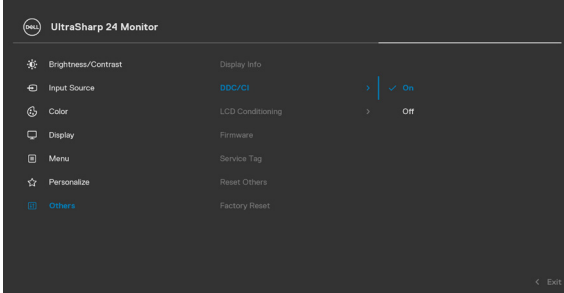 DELL UltraSharp 24 Monitor
Brightness/Contrast Display Info
Input Source DDC/CI On
Color LCD Conditioning Off
Display Firmware
Menu Service Tag
Personalize Reset Others
Others Factory Reset
Exit